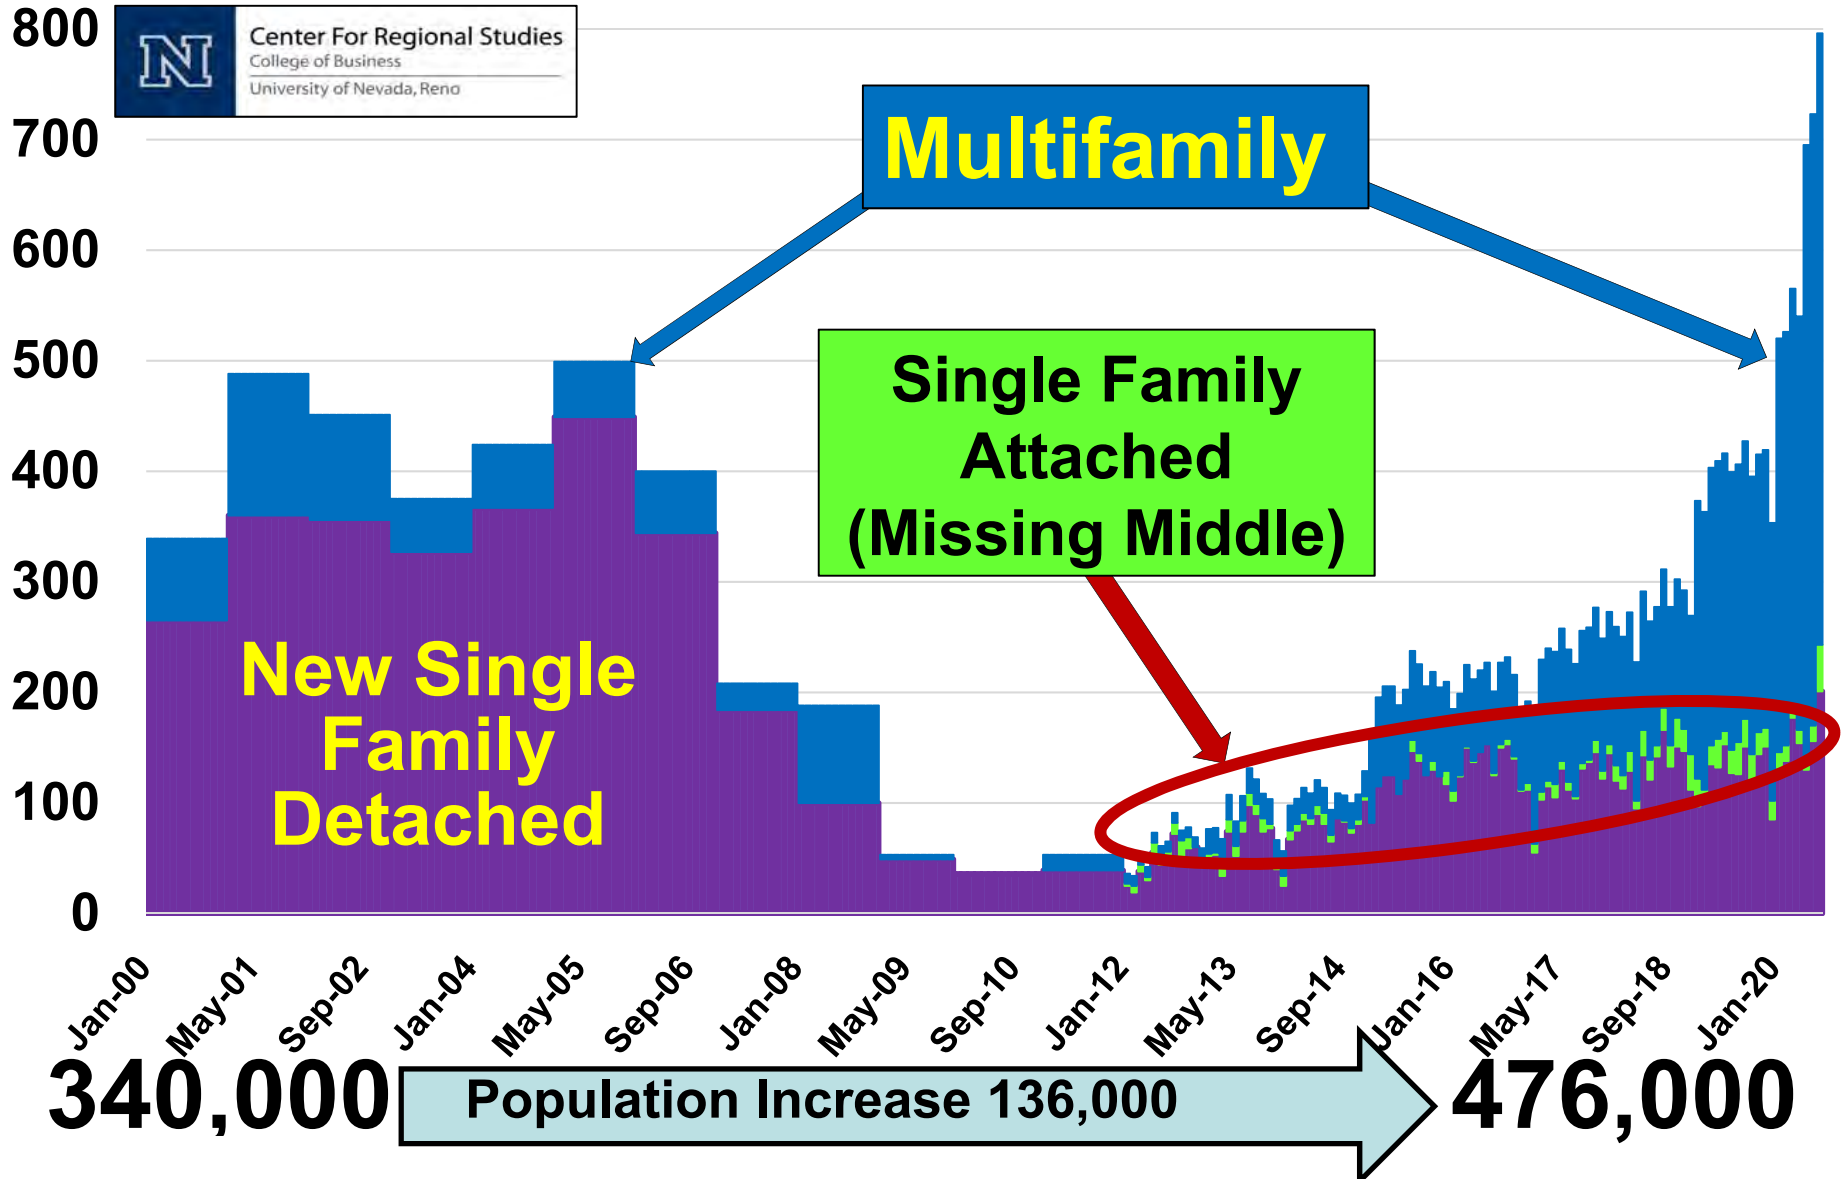 Center For Regional Studies
College of Business
University of Nevada, Reno
N
800
700
600
500
400
300
200
100
0
Multifamily
Single Family
Attached
(Missing Middle)
New Single
Family
Detached
Jan-00
May-01
Sep-02
Jan-04
May-05
Sep-06
Jan-08
May-09
Sep-10
Jan-12
May-13
Sep-14
Jan-16
May-17
Sep-18
Jan-20
340,000
Population Increase 136,000
476,000